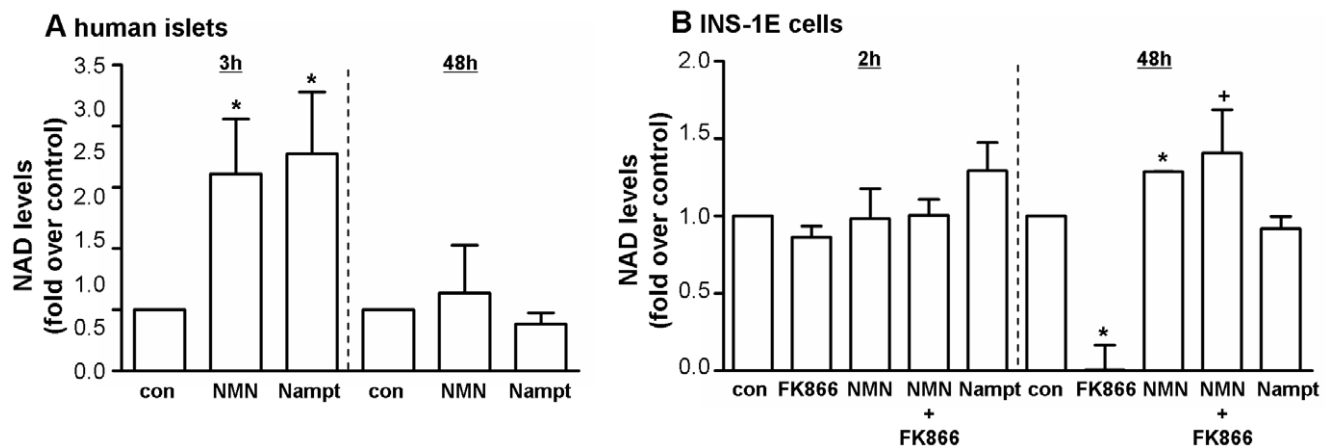 A human islets
3h
48h
NAD levels
(fold over control)
3.5
3.0
2.5
2.0
1.5
1.0
0.5
0.0
*
*
con
NMN
Nampt
con
NMN
Nampt
B INS-1E cells
2h
48h
NAD levels
(fold over control)
2.0
1.5
1.0
0.5
0.0
*
*
+
con
FK866
NMN
NMN
+
FK866
Nampt
con
FK866
NMN
NMN
+
FK866
Nampt